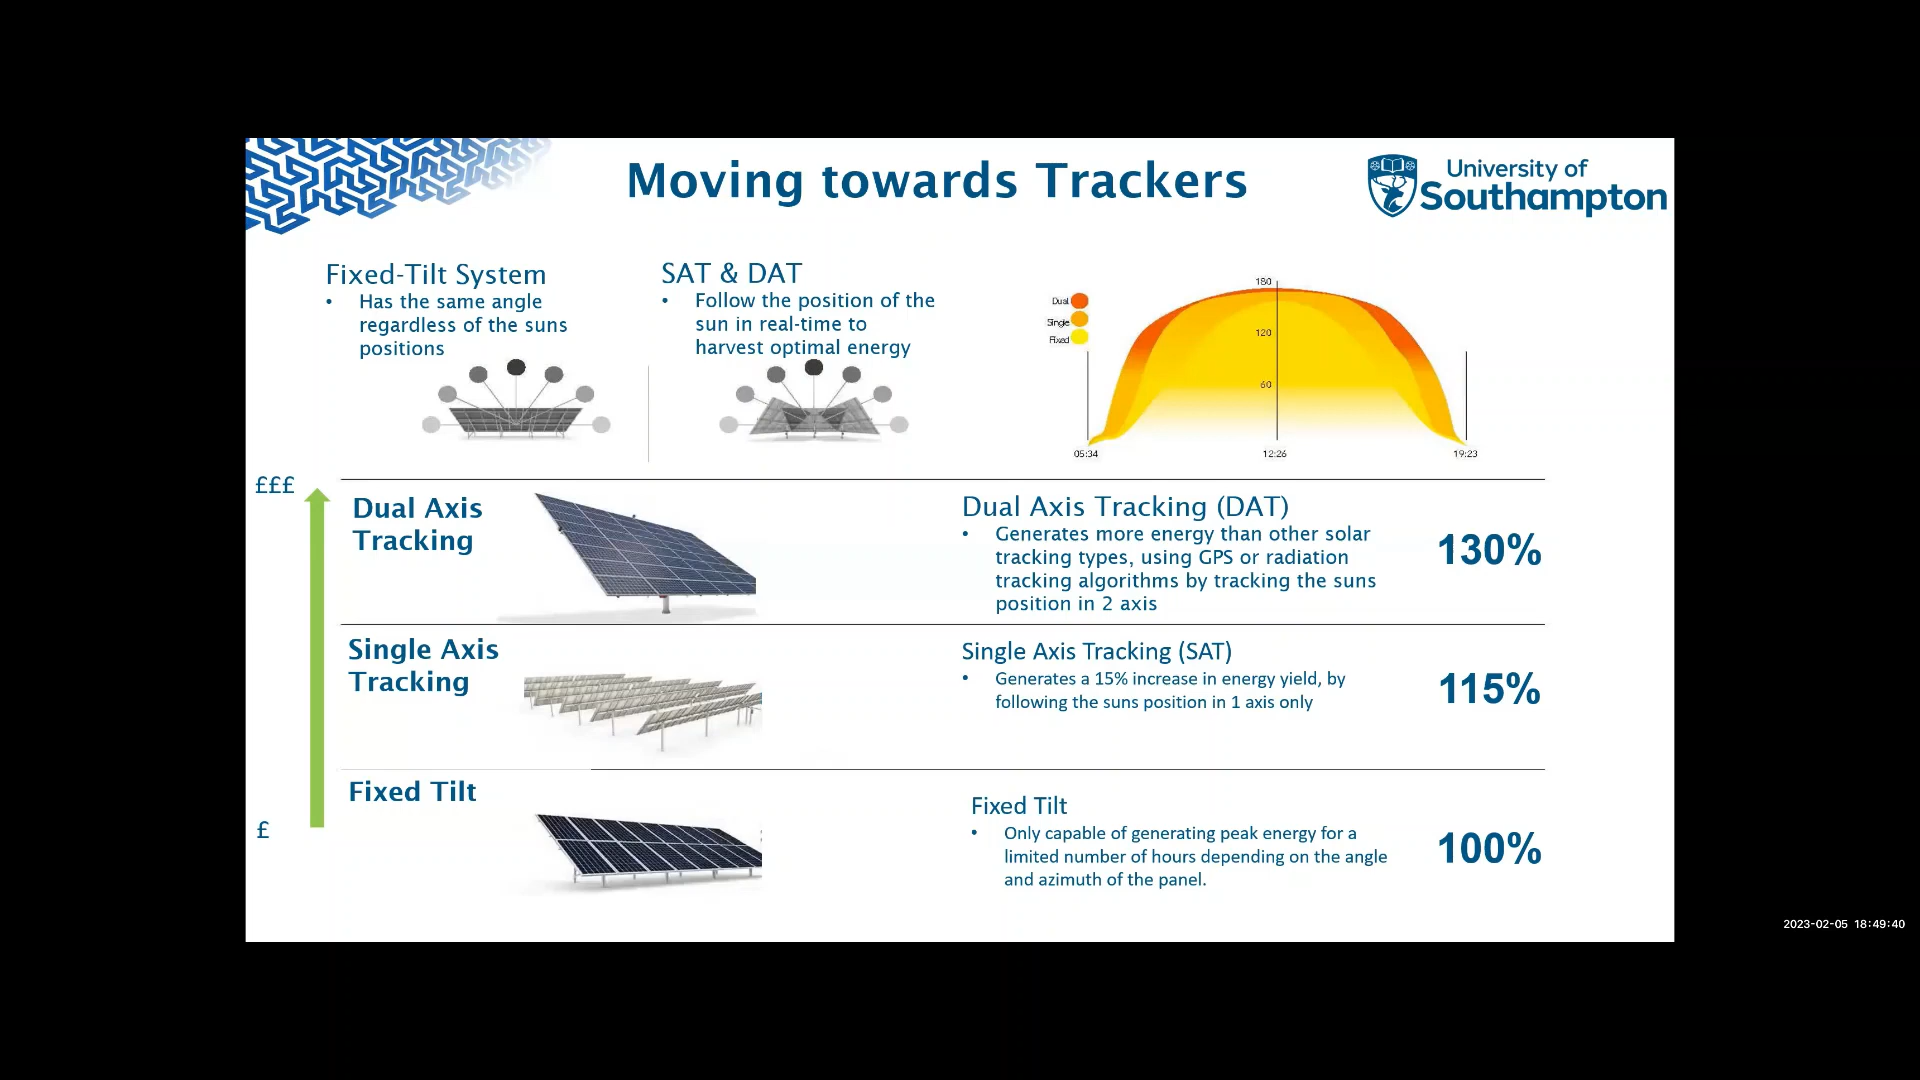 Moving towards Trackers
University of
Southampton
Fixed-Tilt System
• Has the same angle
regardless of the suns
positions
SAT & DAT
• Follow the position of the
sun in real-time to
harvest optimal energy
Dual
Single
Fixed
180
120
60
05:34
12:26
19:23
£££
£
Dual Axis
Tracking
Dual Axis Tracking (DAT)
• Generates more energy than other solar
tracking types, using GPS or radiation
tracking algorithms by tracking the suns
position in 2 axis
130%
Single Axis
Tracking
Single Axis Tracking (SAT)
• Generates a 15% increase in energy yield, by
following the suns position in 1 axis only
115%
Fixed Tilt
Fixed Tilt
• Only capable of generating peak energy for a
limited number of hours depending on the angle
and azimuth of the panel.
100%
2023-02-05 18:49:40